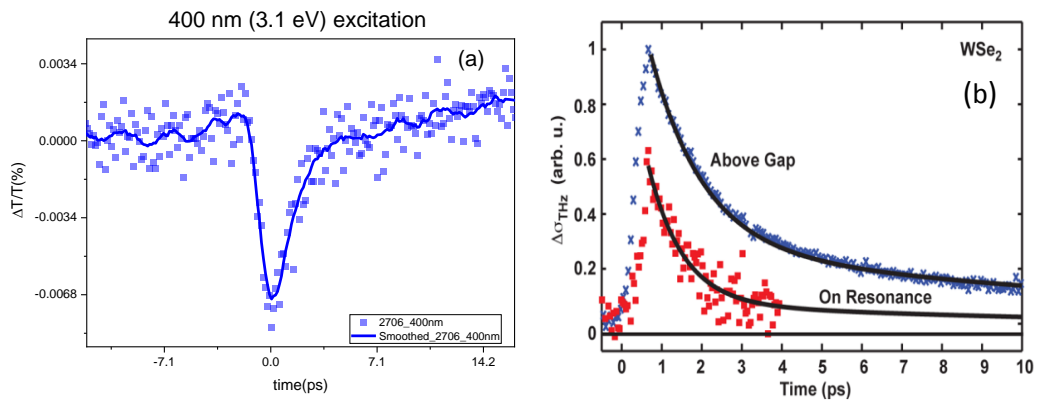 400 nm (3.1 eV) excitation
(a)
0.0034
0.0000
-0.0034
-0.0068
ΔT/T(%)
-7.1
0.0
7.1
14.2
time(ps)
2706_400nm
Smoothed_2706_400nm
WSe₂
(b)
1
0.8
0.6
0.4
0.2
0
Δσ_THz (arb. u.)
Above Gap
On Resonance
0
1
2
3
4
5
6
7
8
9
10
Time (ps)